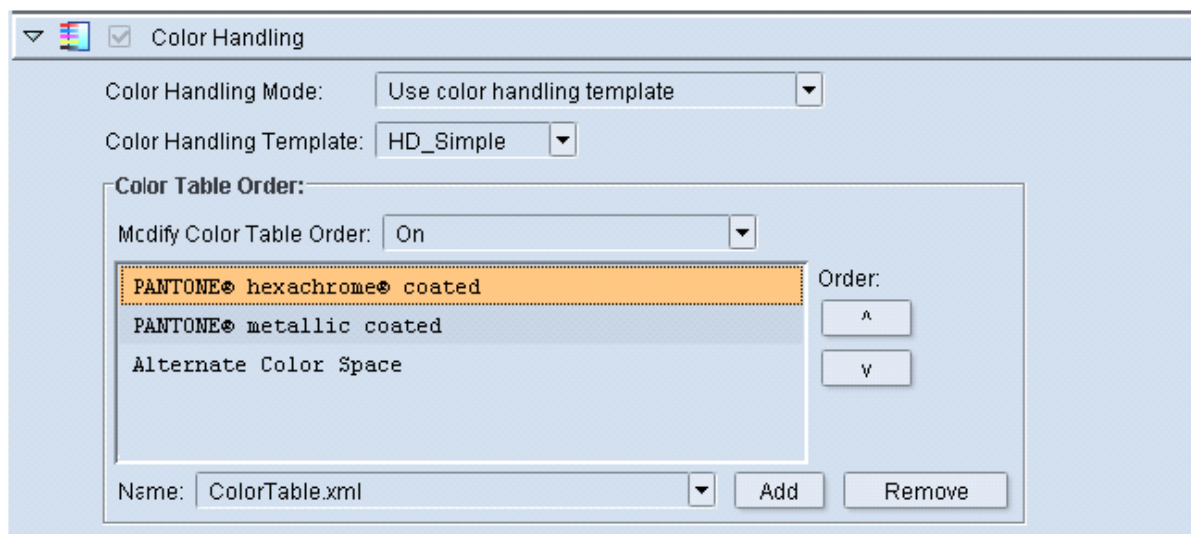 Color Handling
Color Handling Mode: Use color handling template
Color Handling Template: HD_Simple
Color Table Order:
Modify Color Table Order: On
PANTONE® hexachrome® coated
Order:
PANTONE® metallic coated
^
Alternate Color Space
v
Name: ColorTable.xml Add Remove